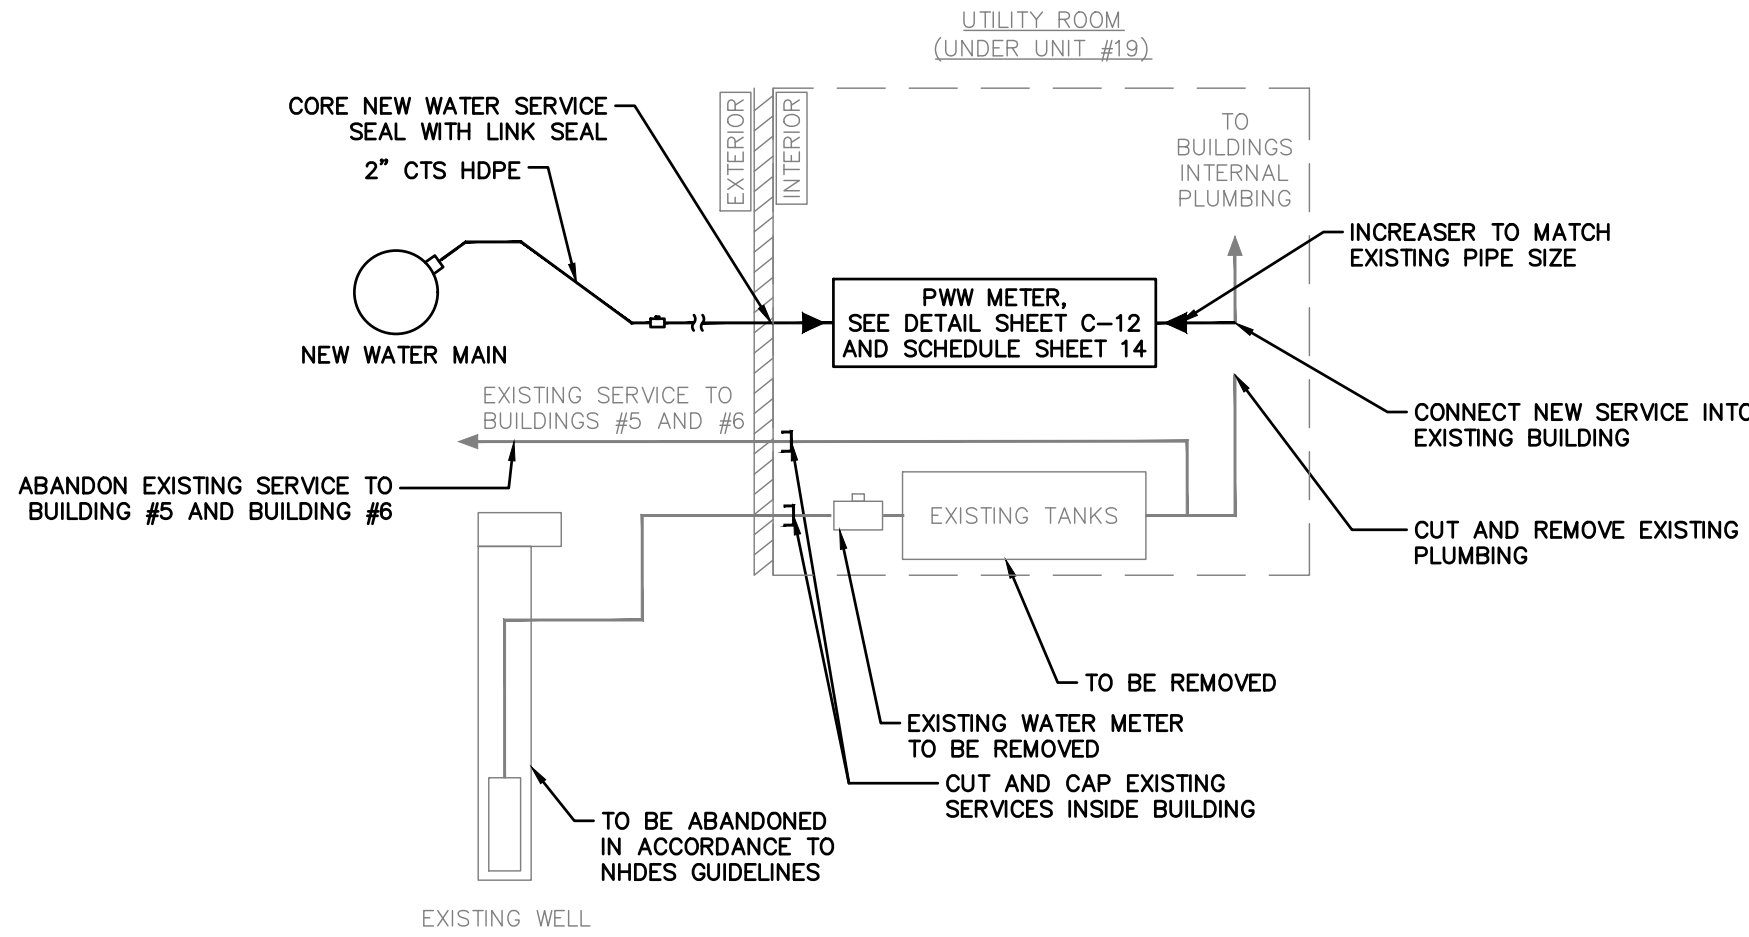 UTILITY ROOM
(UNDER UNIT #19)
CORE NEW WATER SERVICE
SEAL WITH LINK SEAL
2" CTS HDPE
EXTERIOR
INTERIOR
TO
BUILDINGS
INTERNAL
PLUMBING
INCREASER TO MATCH
EXISTING PIPE SIZE
PWW METER,
SEE DETAIL SHEET C-12
AND SCHEDULE SHEET 14
NEW WATER MAIN
EXISTING SERVICE TO
BUILDINGS #5 AND #6
CONNECT NEW SERVICE INTO
EXISTING BUILDING
ABANDON EXISTING SERVICE TO
BUILDING #5 AND BUILDING #6
EXISTING TANKS
CUT AND REMOVE EXISTING
PLUMBING
TO BE REMOVED
EXISTING WATER METER
TO BE REMOVED
CUT AND CAP EXISTING
SERVICES INSIDE BUILDING
TO BE ABANDONED
IN ACCORDANCE TO
NHDES GUIDELINES
EXISTING WELL